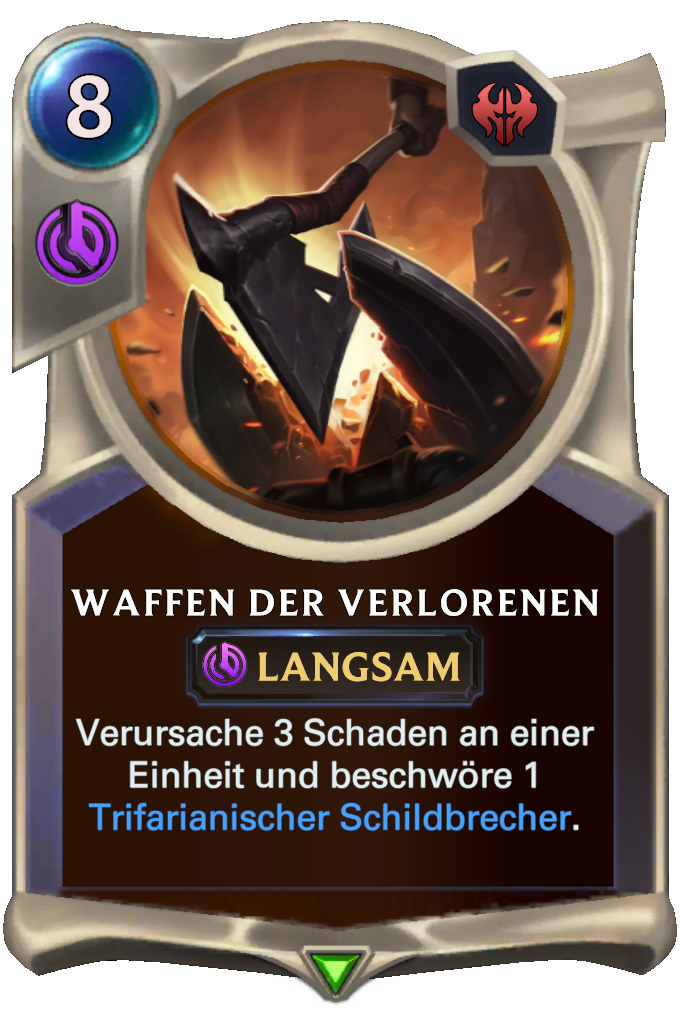 8
WAFFEN DER VERLORENEN
LANGSAM
Verursache 3 Schaden an einer
Einheit und beschwöre 1
Trifarianischer Schildbrecher.